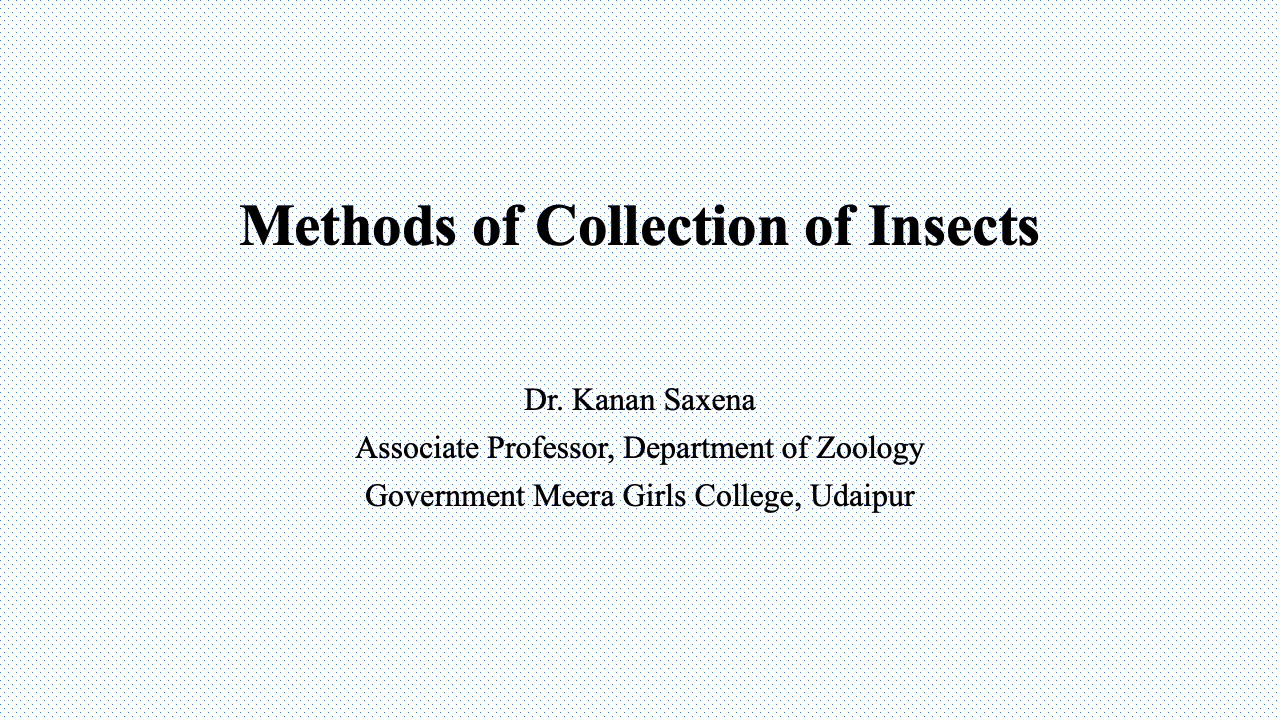 Methods of Collection of Insects
Dr. Kanan Saxena
Associate Professor, Department of Zoology
Government Meera Girls College, Udaipur